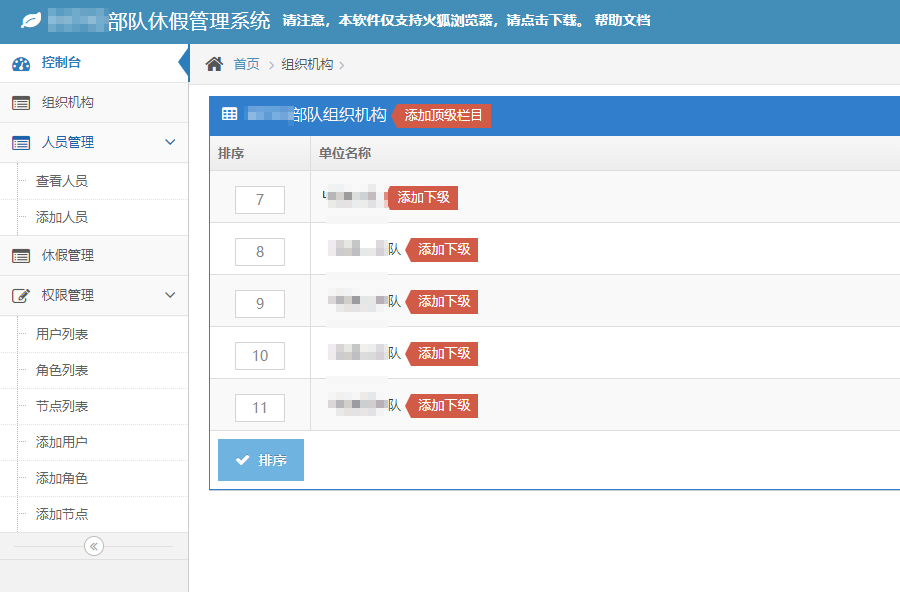 部队休假管理系统 请注意，本软件仅支持火狐浏览器，请点击下载。 帮助文档
控制台
首页 > 组织机构 >
组织机构
人员管理
查看人员
添加人员
休假管理
权限管理
用户列表
角色列表
节点列表
添加用户
添加角色
添加节点
部队组织机构 添加顶级栏目
排序 单位名称
7 添加下级
8 队 添加下级
9 队 添加下级
10 队 添加下级
11 队 添加下级
排序